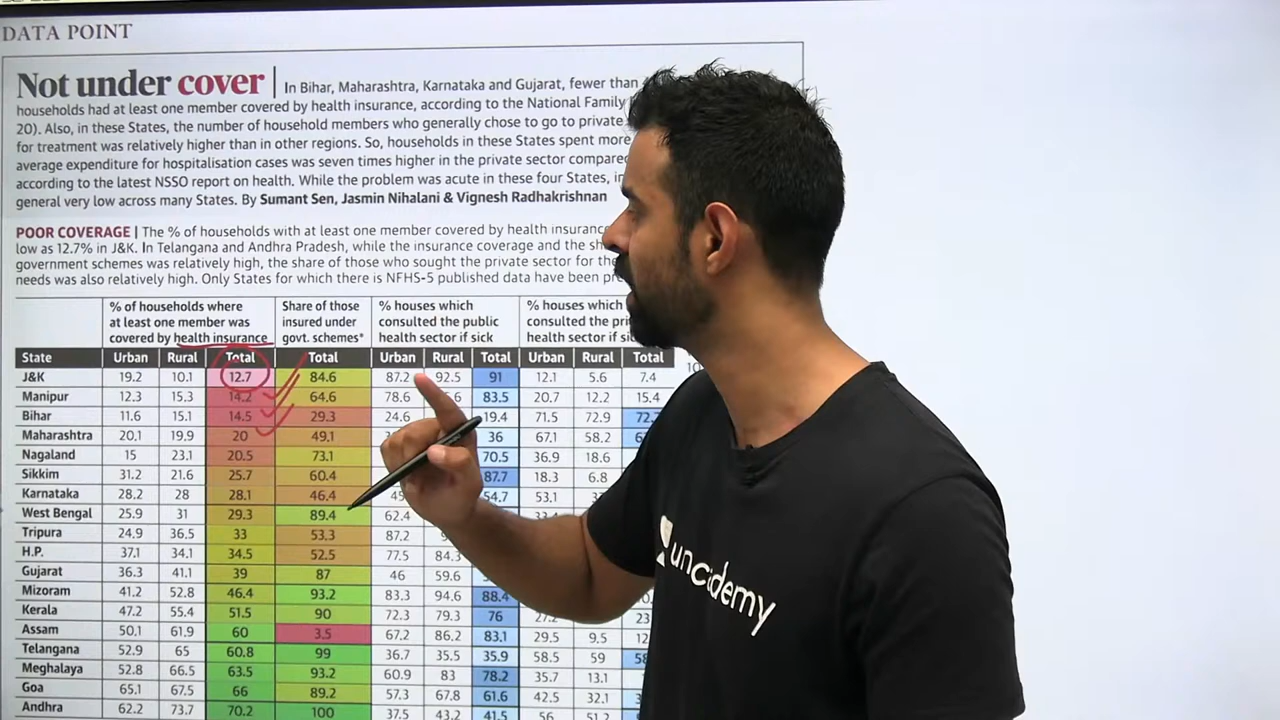 DATA POINT
Not under cover | In Bihar, Maharashtra, Karnataka and Gujarat, fewer than
households had at least one member covered by health insurance, according to the National Family
20). Also, in these States, the number of household members who generally chose to go to private
for treatment was relatively higher than in other regions. So, households in these States spent more
average expenditure for hospitalisation cases was seven times higher in the private sector compared
according to the latest NSSO report on health. While the problem was acute in these four States,
general very low across many States. By Sumant Sen, Jasmin Nihalani & Vignesh Radhakrishnan
POOR COVERAGE | The % of households with at least one member covered by health insurance
low as 12.7% in J&K. In Telangana and Andhra Pradesh, while the insurance coverage and the
government schemes was relatively high, the share of those who sought the private sector for
needs was also relatively high. Only States for which there is NFHS-5 published data have been
% of households where Share of those % houses which % houses which
at least one member was insured under consulted the public consulted the
covered by health insurance govt. schemes* health sector if sick health sector if
State Urban Rural Total Total Urban Rural Total Urban Rural Total
J&K 19.2 10.1 12.7 84.6 87.2 92.5 91 12.1 5.6 7.4
Manipur 12.3 15.3 14.2 64.6 78.6 83.5 20.7 12.2 15.4
Bihar 11.6 15.1 14.5 29.3 24.6 19.4 71.5 72.9
Maharashtra 20.1 19.9 20 49.1 36 67.1 58.2
Nagaland 15 23.1 20.5 73.1 70.5 36.9 18.6
Sikkim 31.2 21.6 25.7 60.4 87.7 18.3 6.8
Karnataka 28.2 28 28.1 46.4 54.7 53.1
West Bengal 25.9 31 29.3 89.4 62.4
Tripura 24.9 36.5 33 53.3 87.2
H.P. 37.1 34.1 34.5 52.5 77.5 84.3
Gujarat 36.3 41.1 39 87 46 59.6
Mizoram 41.2 52.8 46.4 93.2 83.3 94.6 88.4
Kerala 47.2 55.4 51.5 90 72.3 79.3 76 23
Assam 50.1 61.9 60 3.5 67.2 86.2 83.1 29.5 9.5 12
Telangana 52.9 65 60.8 99 36.7 35.5 35.9 58.5 59
Meghalaya 52.8 66.5 63.5 93.2 60.9 83 78.2 35.7 13.1
Goa 65.1 67.5 66 89.2 57.3 67.8 61.6 42.5 32.1
Andhra 62.2 73.7 70.2 100 37.5 43.2 41.5 56 51.2
unacademy